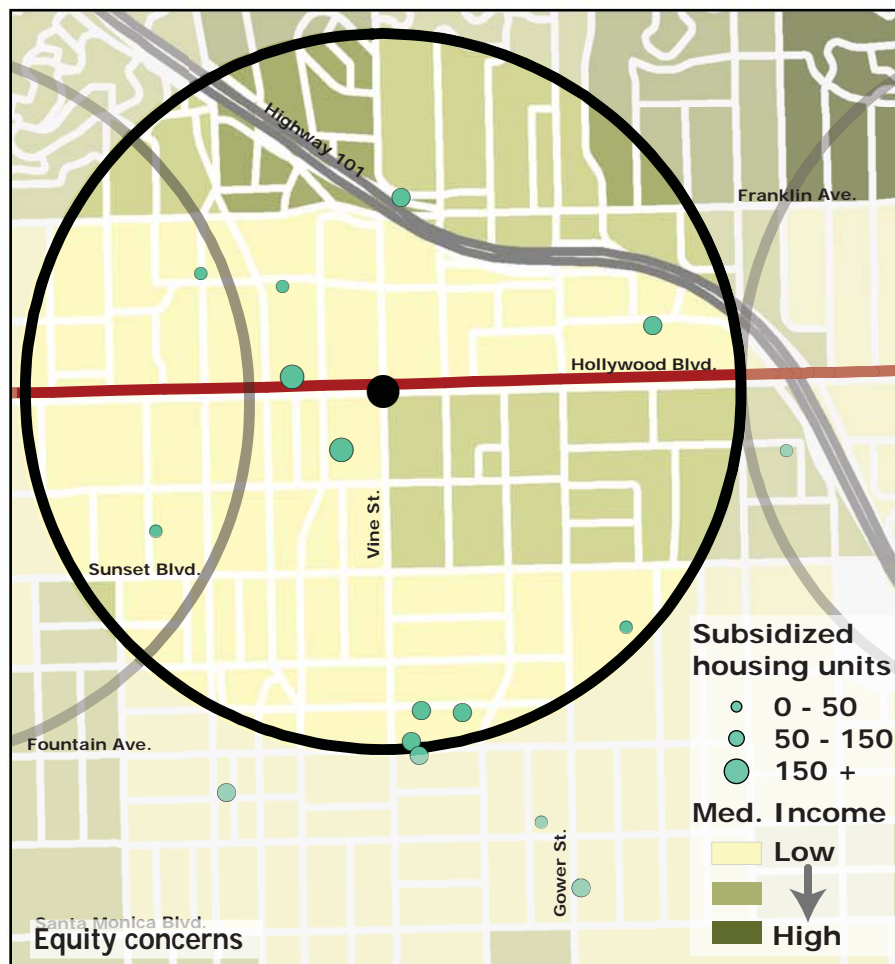 Highway 101
Franklin Ave.
Hollywood Blvd.
Vine St.
Sunset Blvd.
Fountain Ave.
Gower St.
Santa Monica Blvd.
Equity concerns
Subsidized
housing units
0 - 50
50 - 150
150 +
Med. Income
Low
High